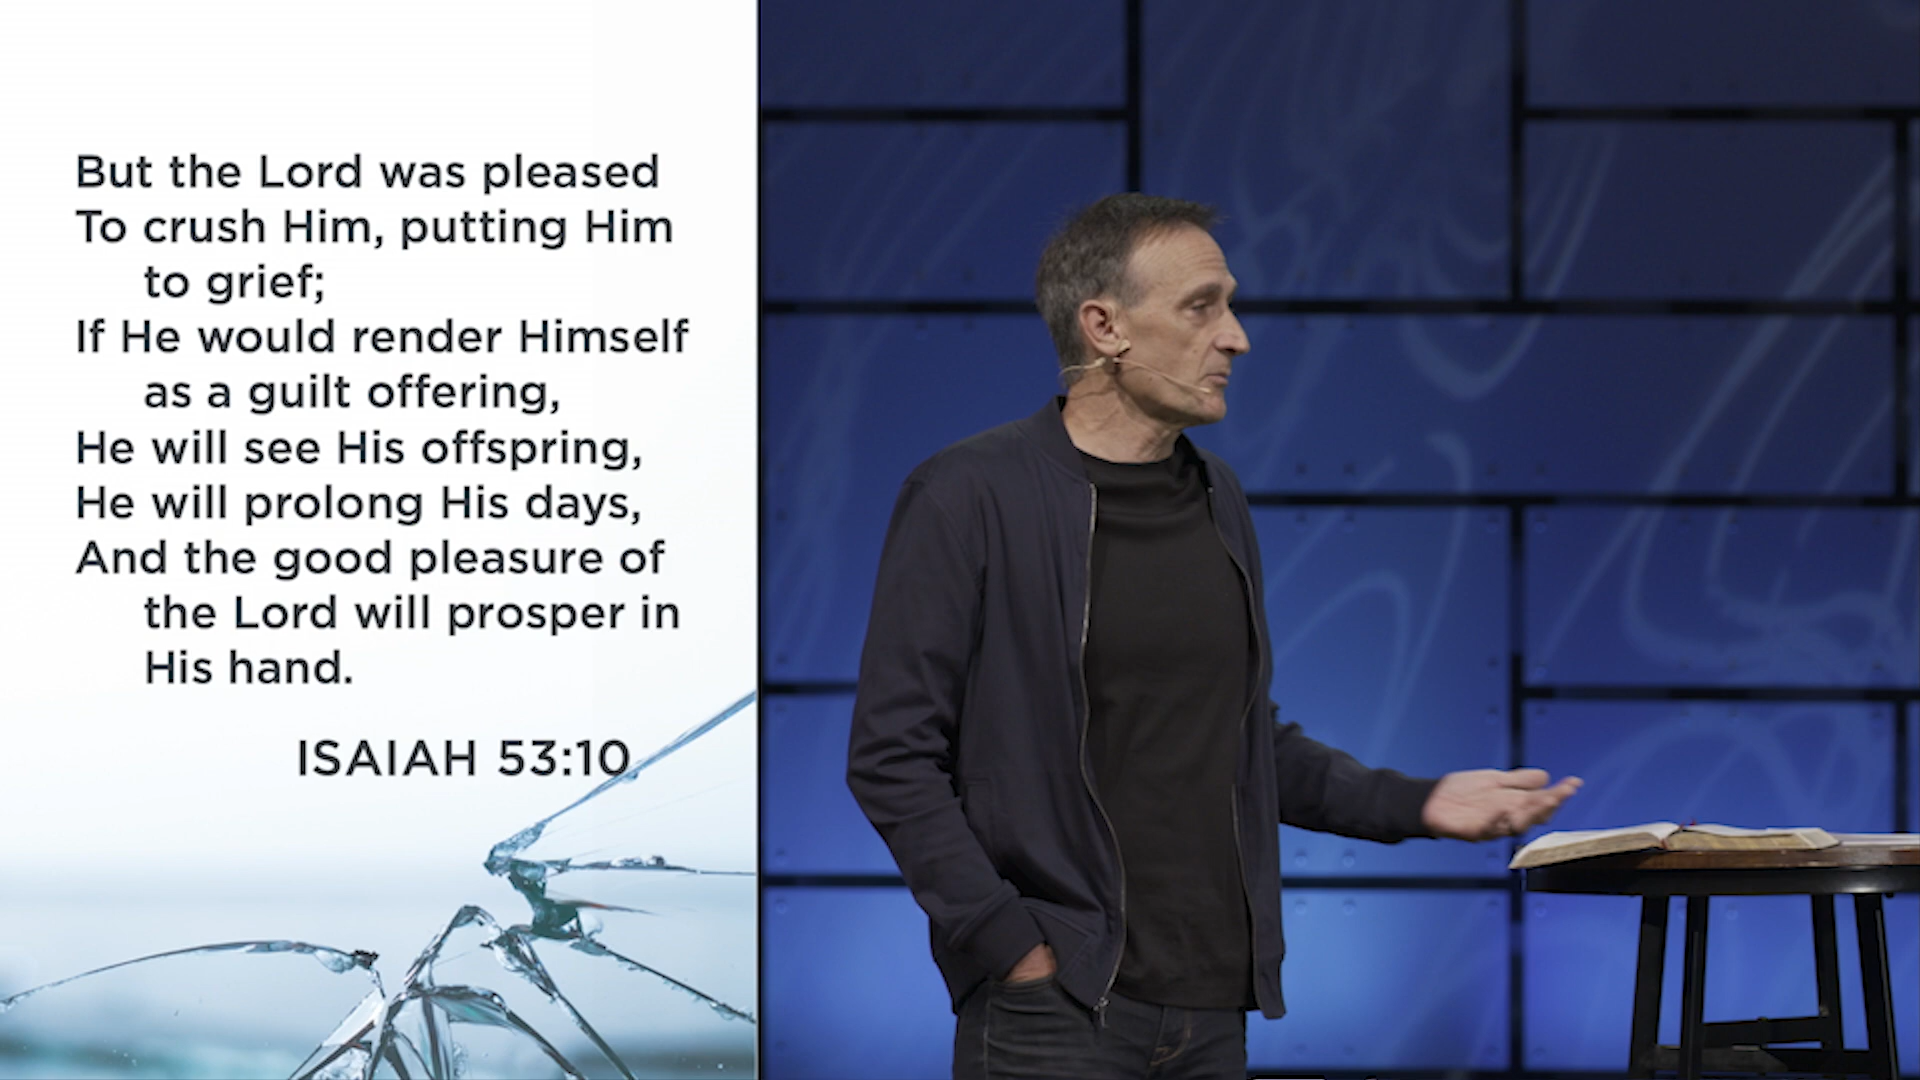 But the Lord was pleased
To crush Him, putting Him
to grief;
If He would render Himself
as a guilt offering,
He will see His offspring,
He will prolong His days,
And the good pleasure of
the Lord will prosper in
His hand.
ISAIAH 53:10